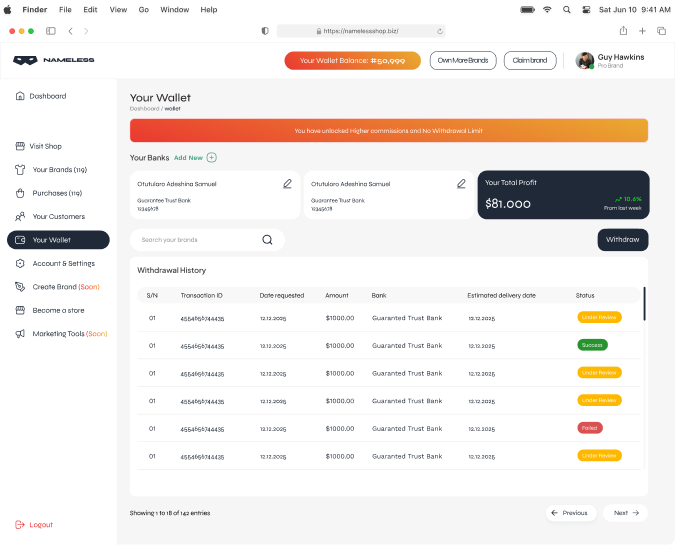 Finder File Edit View Go Window Help Sat Jun 10 9:41 AM
https://namelessshop.biz/
NAMELESS
Your Wallet Balance: ₦50,999
Own More Brands
Claim brand
Guy Hawkins
Pro Brand
Dashboard
Visit Shop
Your Brands (119)
Purchases (119)
Your Customers
Your Wallet
Account & Settings
Create Brand (Soon)
Become a store
Marketing Tools (Soon)
Logout
Your Wallet
Dashboard / wallet
You have unlocked Higher commissions and No Withdrawal Limit
Your Banks Add New
Otutuloro Adeshina Samuel
Guarantee Trust Bank
12345678
Otutuloro Adeshina Samuel
Guarantee Trust Bank
12345678
Your Total Profit
$81.000
10.6%
From last week
Search your brands
Withdraw
Withdrawal History
S/N Transaction ID Date requested Amount Bank Estimated delivery date Status
01 4554656744435 12.12.2025 $1000.00 Guaranted Trust Bank 12.12.2025 Under Review
01 4554656744435 12.12.2025 $1000.00 Guaranted Trust Bank 12.12.2025 Success
01 4554656744435 12.12.2025 $1000.00 Guaranted Trust Bank 12.12.2025 Under Review
01 4554656744435 12.12.2025 $1000.00 Guaranted Trust Bank 12.12.2025 Under Review
01 4554656744435 12.12.2025 $1000.00 Guaranted Trust Bank 12.12.2025 Failed
01 4554656744435 12.12.2025 $1000.00 Guaranted Trust Bank 12.12.2025 Under Review
Showing 1 to 18 of 142 entries
Previous
Next